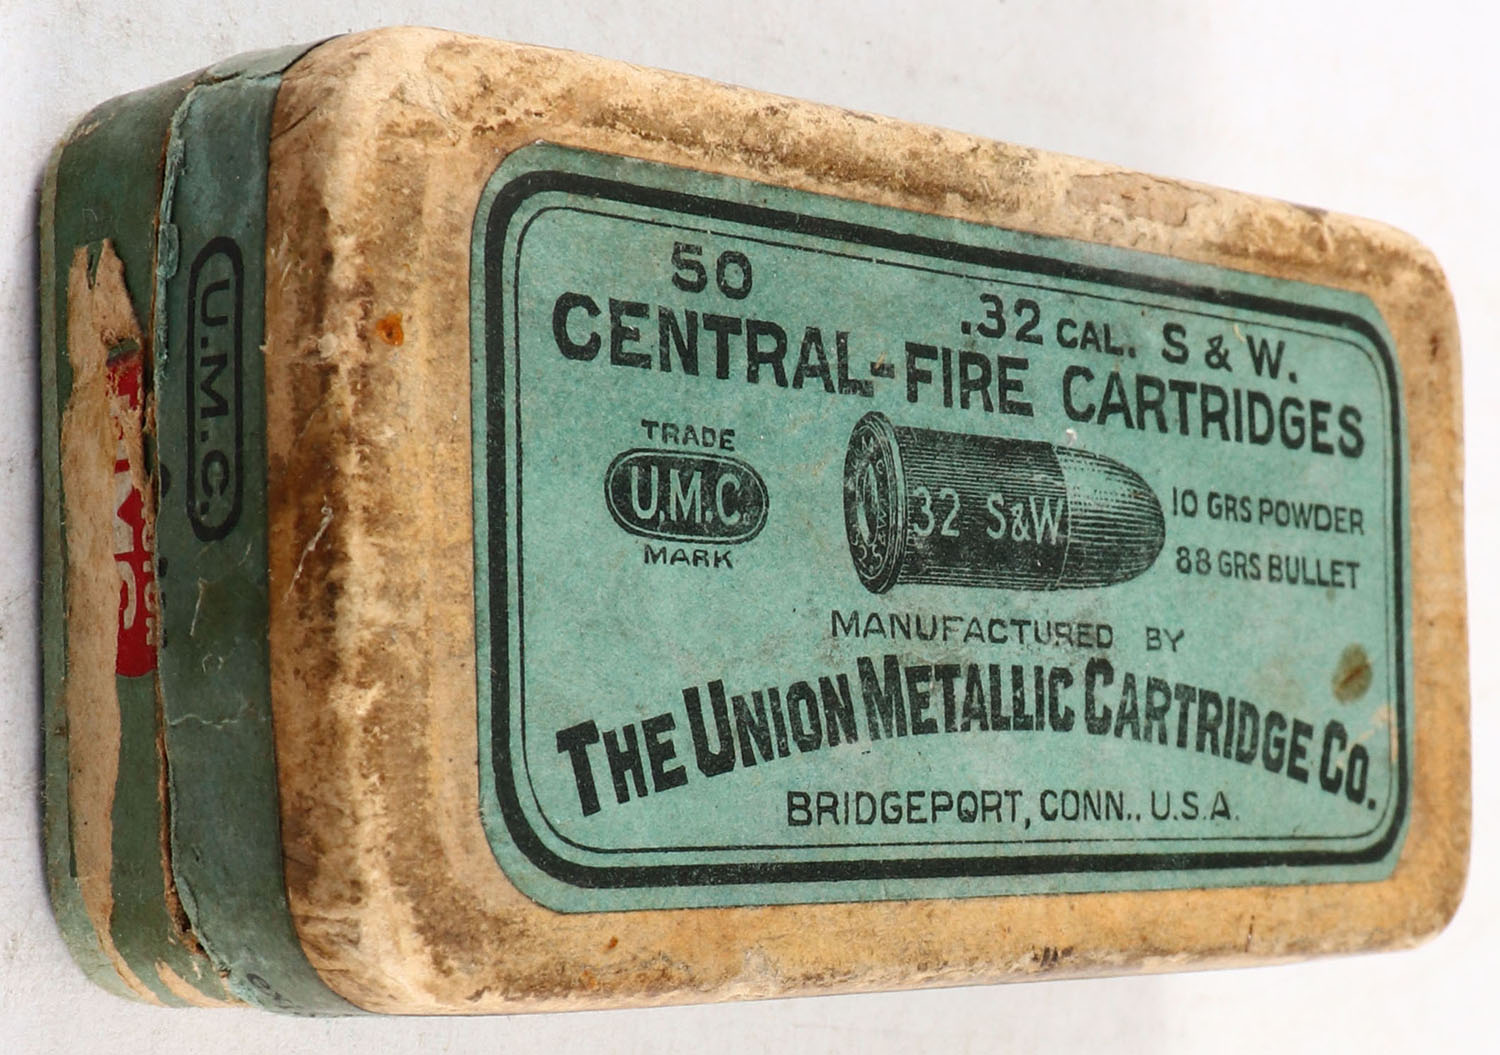 50
.32 CAL. S & W.
CENTRAL-FIRE CARTRIDGES
TRADE
U.M.C.
MARK
32 S&W
10 GRS POWDER
88 GRS BULLET
MANUFACTURED BY
THE UNION METALLIC CARTRIDGE CO.
BRIDGEPORT, CONN., U.S.A.
U.M.C.